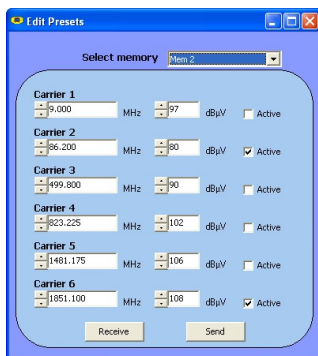 Edit Presets
Select memory Mem 2
Carrier 1
9.000 MHz 97 dBµV Active
Carrier 2
86.200 MHz 80 dBµV Active
Carrier 3
499.800 MHz 90 dBµV Active
Carrier 4
823.225 MHz 102 dBµV Active
Carrier 5
1481.175 MHz 106 dBµV Active
Carrier 6
1851.100 MHz 108 dBµV Active
Receive Send